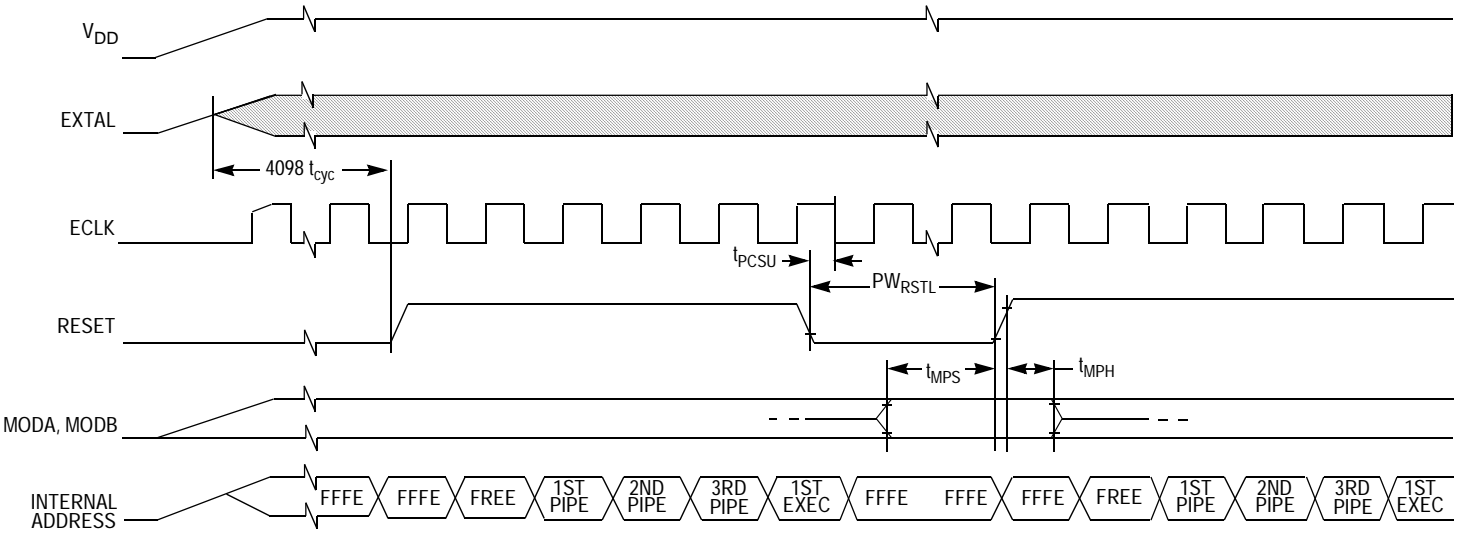 VDD
EXTAL
4098 tcyc
ECLK
tPCSU
PWRSTL
RESET
tMPS
tMPH
MODA, MODB
INTERNAL
ADDRESS
FFFE
FFFE
FREE
1ST
PIPE
2ND
PIPE
3RD
PIPE
1ST
EXEC
FFFE
FFFE
FFFE
FREE
1ST
PIPE
2ND
PIPE
3RD
PIPE
1ST
EXEC